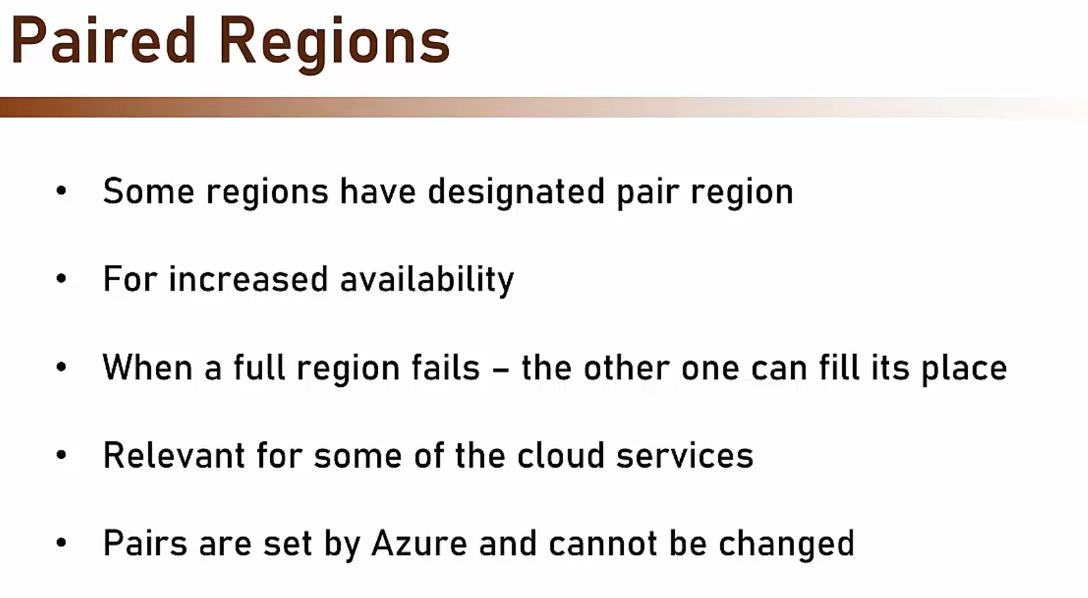 Paired Regions
• Some regions have designated pair region
• For increased availability
• When a full region fails – the other one can fill its place
• Relevant for some of the cloud services
• Pairs are set by Azure and cannot be changed